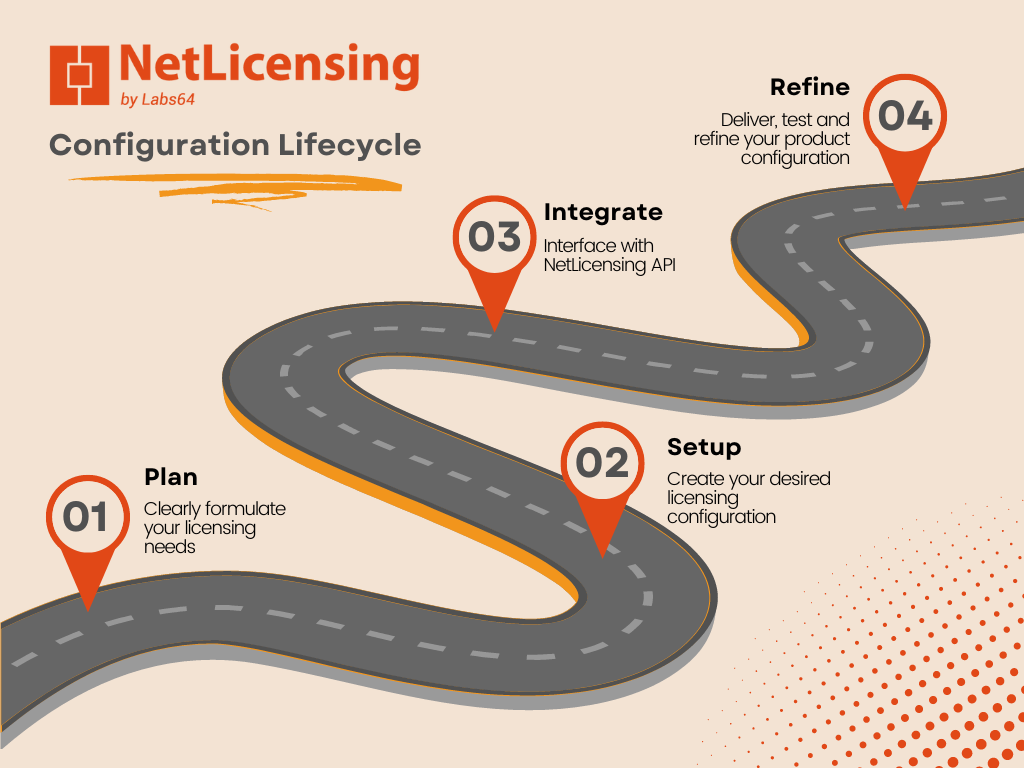 NetLicensing
by Labs64
Configuration Lifecycle
01
Plan
Clearly formulate
your licensing
needs
02
Setup
Create your desired
licensing
configuration
03
Integrate
Interface with
NetLicensing API
04
Refine
Deliver, test and
refine your product
configuration